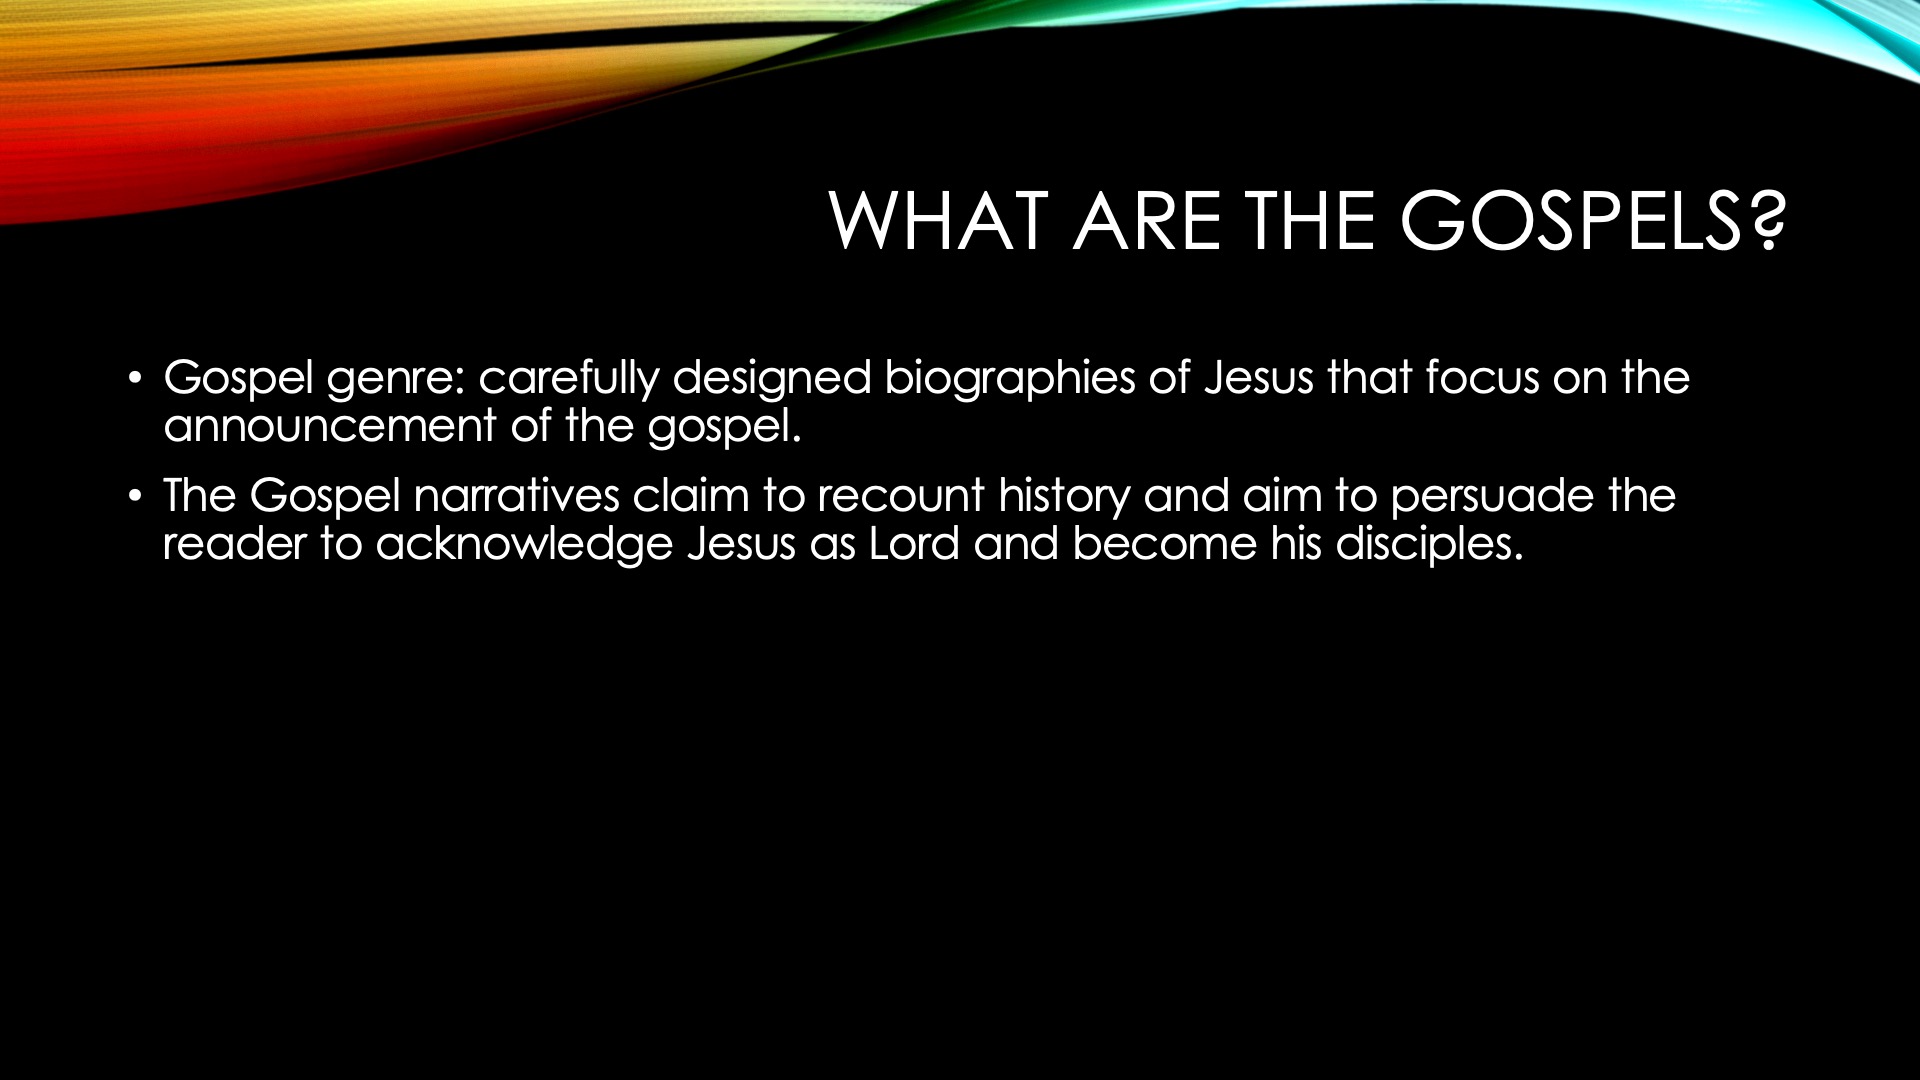 WHAT ARE THE GOSPELS?
• Gospel genre: carefully designed biographies of Jesus that focus on the
announcement of the gospel.
• The Gospel narratives claim to recount history and aim to persuade the
reader to acknowledge Jesus as Lord and become his disciples.